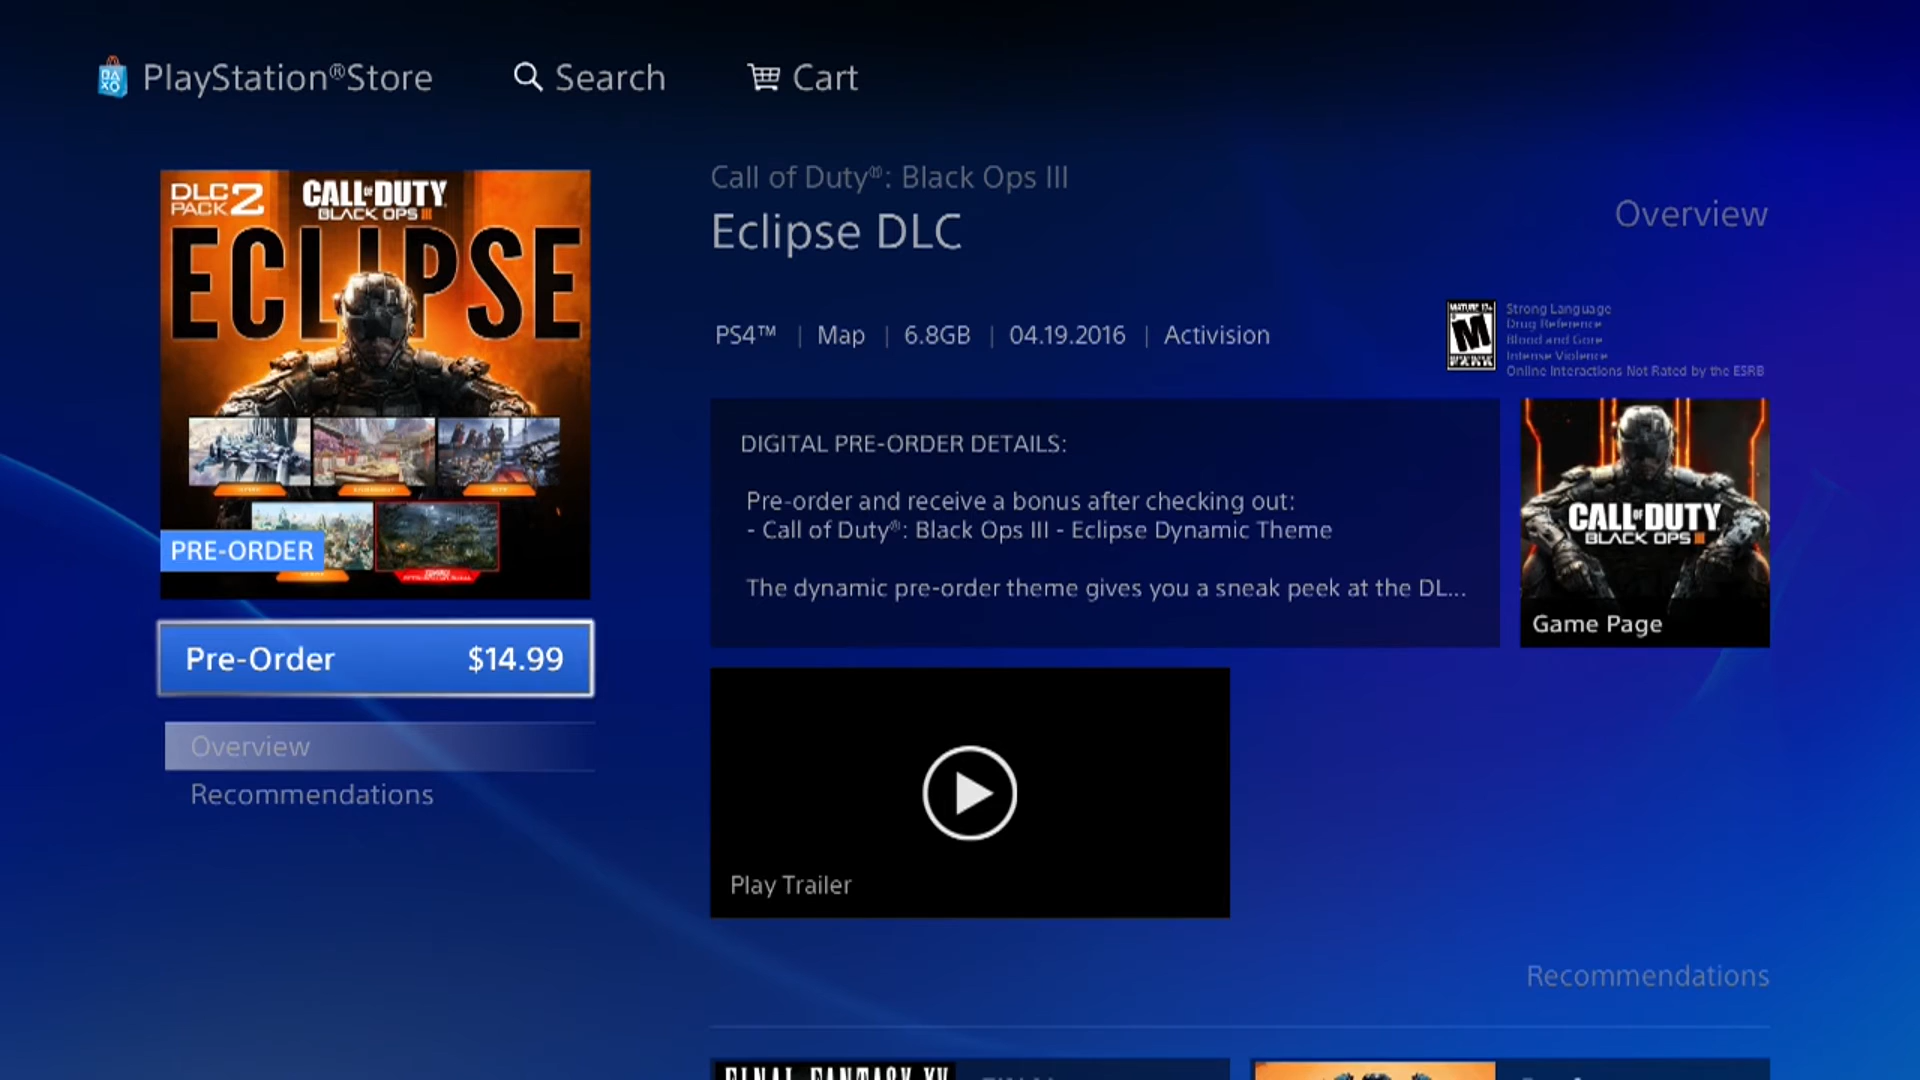 PlayStation®Store
Search
Cart
DLC PACK 2
CALL OF DUTY
BLACK OPS III
ECLIPSE
PRE-ORDER
Pre-Order $14.99
Overview
Recommendations
Call of Duty®: Black Ops III
Eclipse DLC
Overview
PS4™ | Map | 6.8GB | 04.19.2016 | Activision
M
Strong Language
Drug Reference
Blood and Gore
Intense Violence
Online Interactions Not Rated by the ESRB
DIGITAL PRE-ORDER DETAILS:
Pre-order and receive a bonus after checking out:
- Call of Duty®: Black Ops III - Eclipse Dynamic Theme
The dynamic pre-order theme gives you a sneak peek at the DL...
CALL OF DUTY
BLACK OPS III
Game Page
Play Trailer
Recommendations
FINAL FANTASY XV